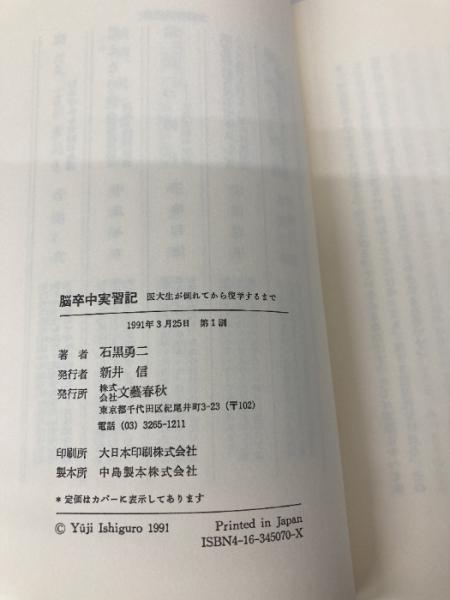 脳卒中実習記 医大生が倒れてから復学するまで
1991年3月25日 第1刷
著者 石黒勇二
発行者 新井 信
発行所 株式会社文藝春秋
東京都千代田区紀尾井町3-23 (〒102)
電話 (03) 3265-1211
印刷所 大日本印刷株式会社
製本所 中島製本株式会社
*定価はカバーに表示してあります
© Yūji Ishiguro 1991
Printed in Japan
ISBN4-16-345070-X